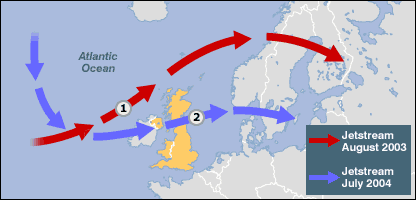 Atlantic
Ocean
1
2
Jetstream
August 2003
Jetstream
July 2004